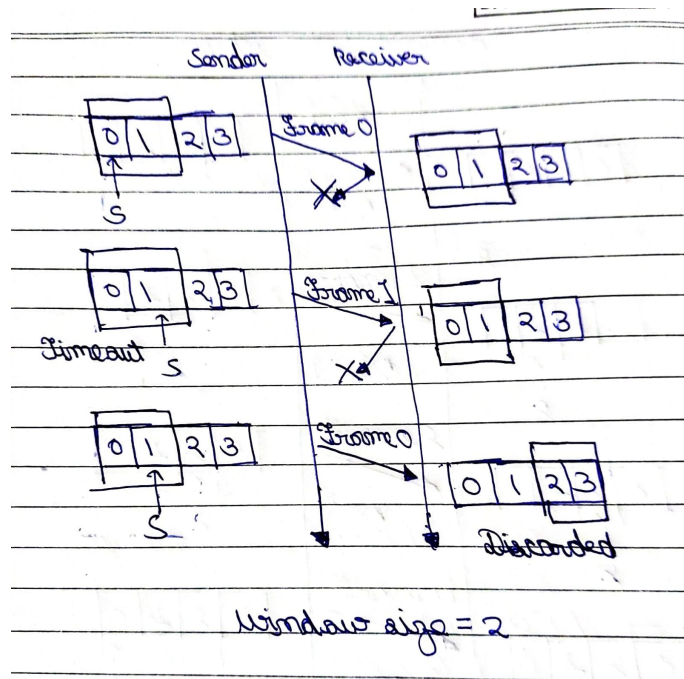 Sender Receiver
0 1 2 3
Frame 0
0 1 2 3
X
S
0 1 2 3
Frame 1
0 1 2 3
Timeout S
X
0 1 2 3
Frame 0
0 1 2 3
S
Discarded
Window size = 2